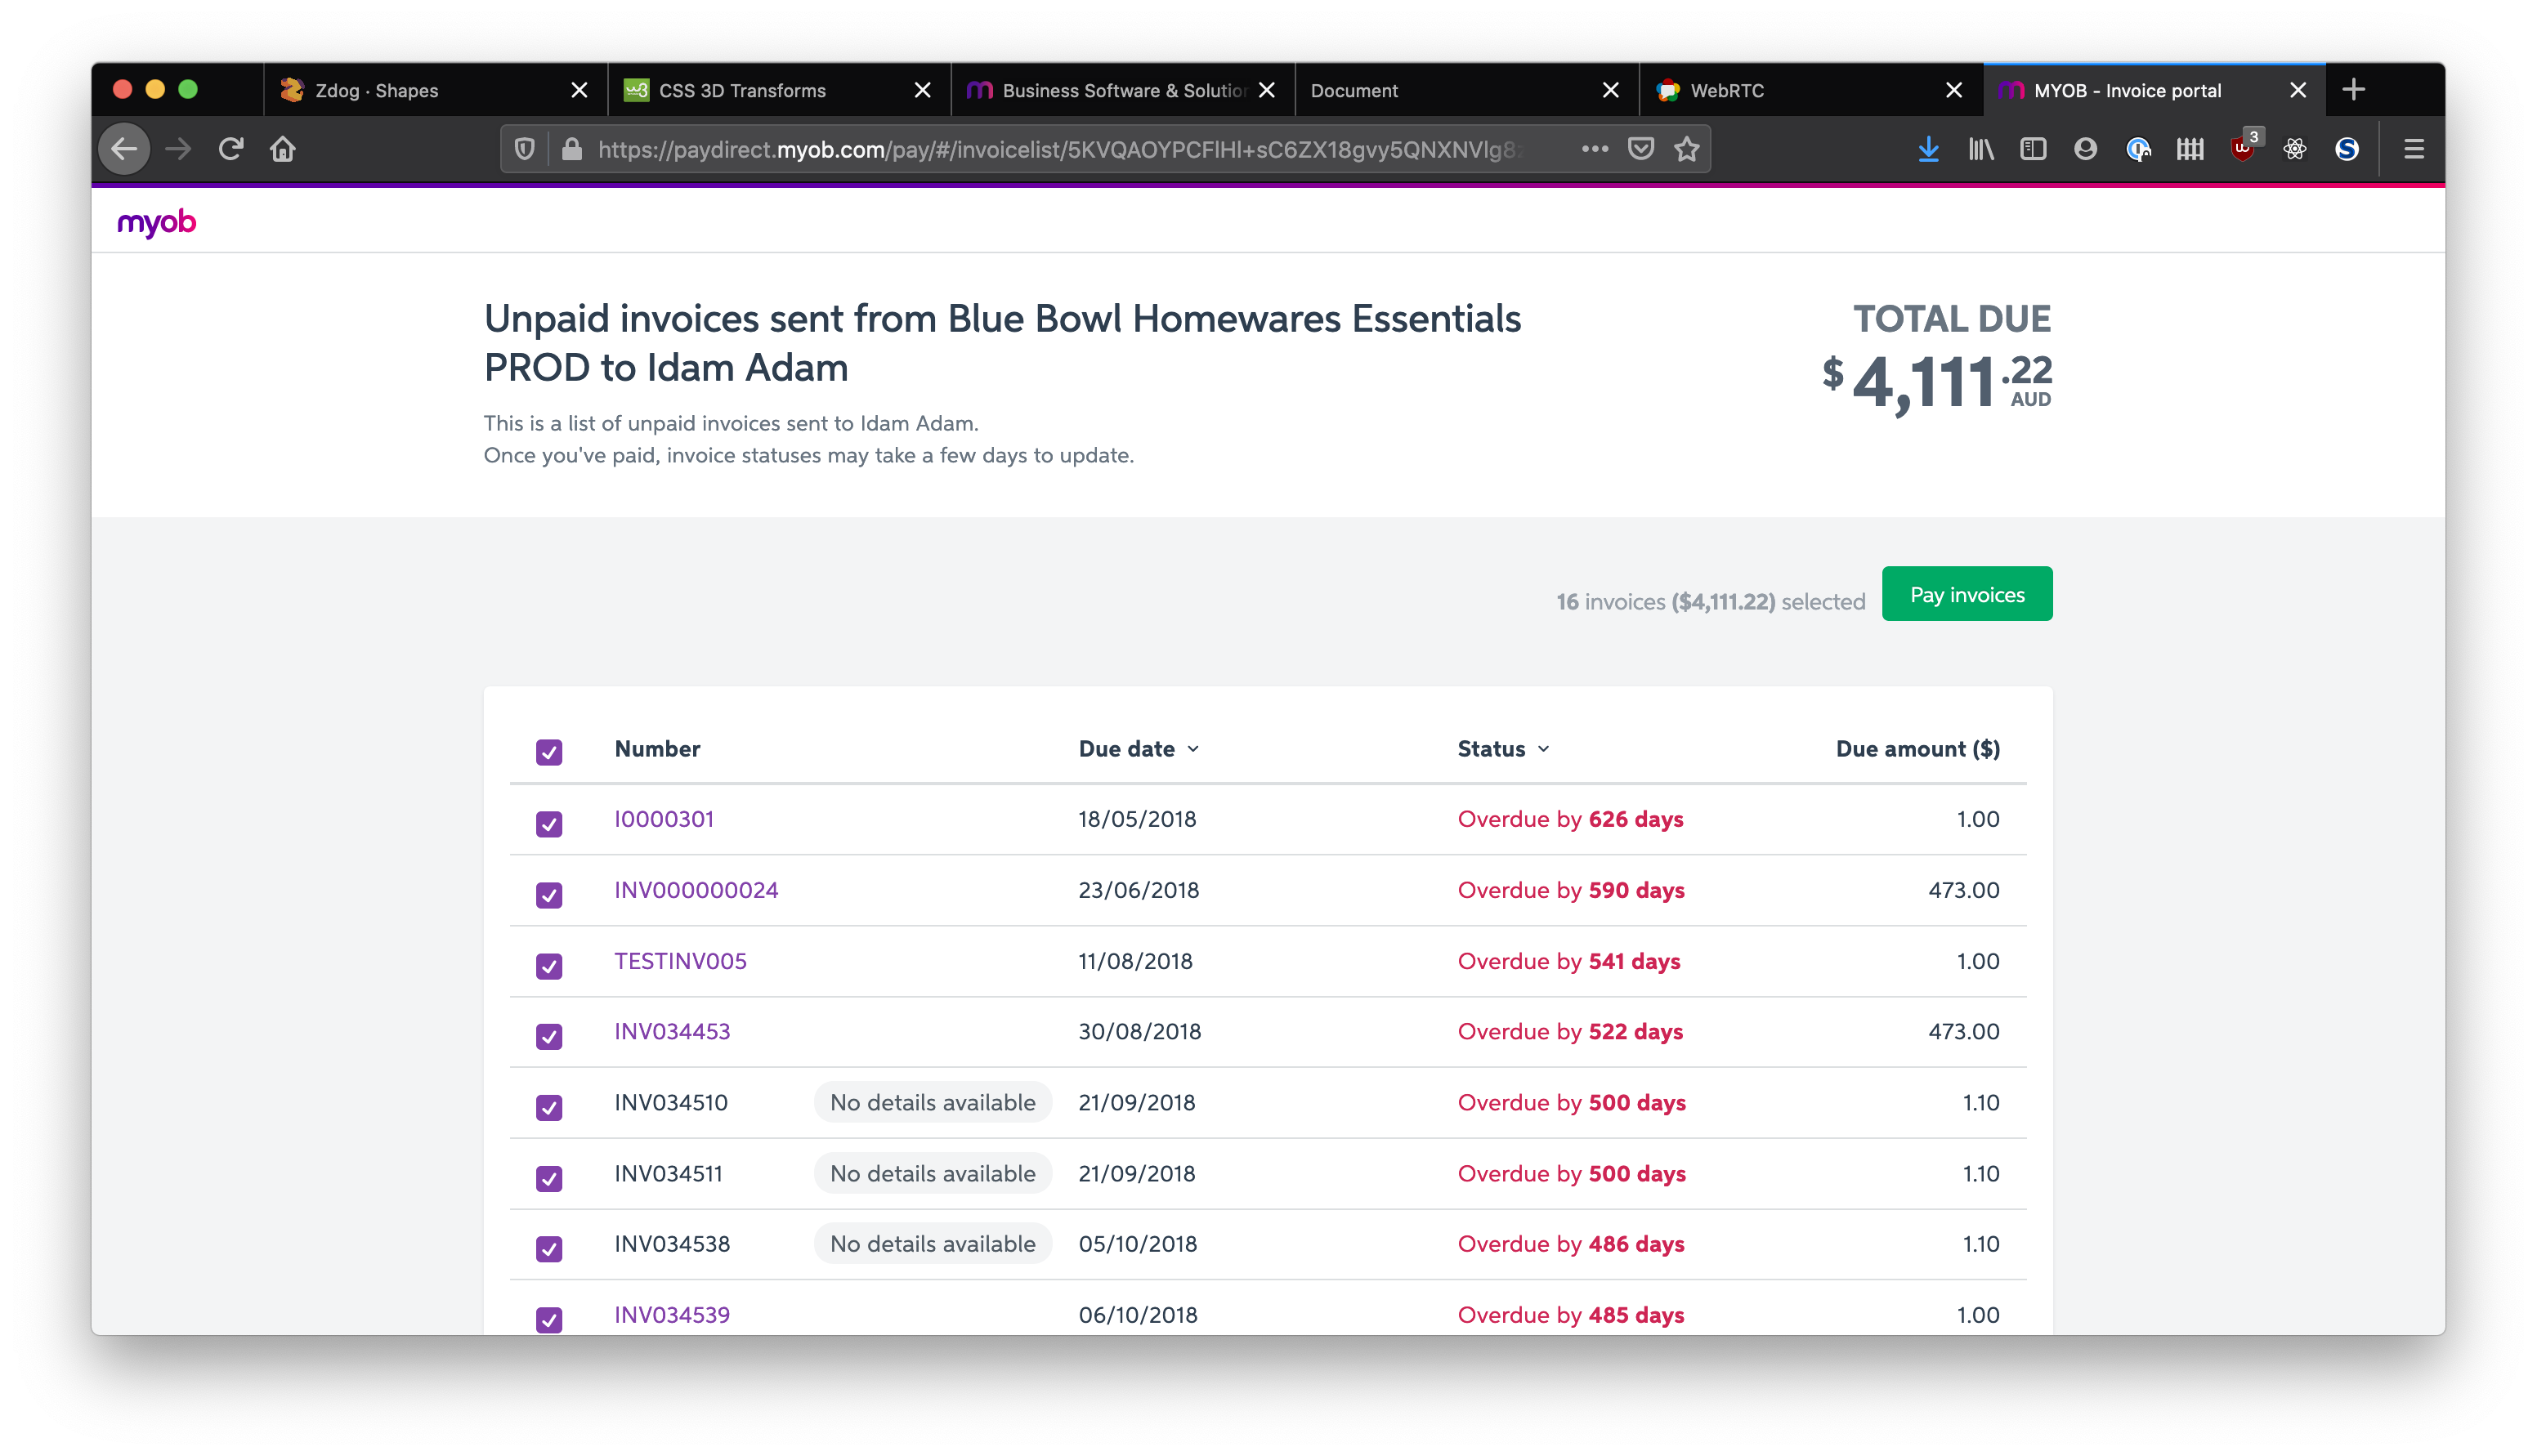 Zdog · Shapes
CSS 3D Transforms
Business Software & Solution
Document
WebRTC
MYOB - Invoice portal
https://paydirect.myob.com/pay/#/invoicelist/5KVQAOYPCFIHI+sC6ZX18gvy5QNXNVIg8
3
myob
Unpaid invoices sent from Blue Bowl Homewares Essentials
PROD to Idam Adam
This is a list of unpaid invoices sent to Idam Adam.
Once you've paid, invoice statuses may take a few days to update.
TOTAL DUE
$4,111.22
AUD
16 invoices ($4,111.22) selected
Pay invoices
Number Due date Status Due amount ($)
I0000301 18/05/2018 Overdue by 626 days 1.00
INV000000024 23/06/2018 Overdue by 590 days 473.00
TESTINV005 11/08/2018 Overdue by 541 days 1.00
INV034453 30/08/2018 Overdue by 522 days 473.00
INV034510 No details available 21/09/2018 Overdue by 500 days 1.10
INV034511 No details available 21/09/2018 Overdue by 500 days 1.10
INV034538 No details available 05/10/2018 Overdue by 486 days 1.10
INV034539 06/10/2018 Overdue by 485 days 1.00